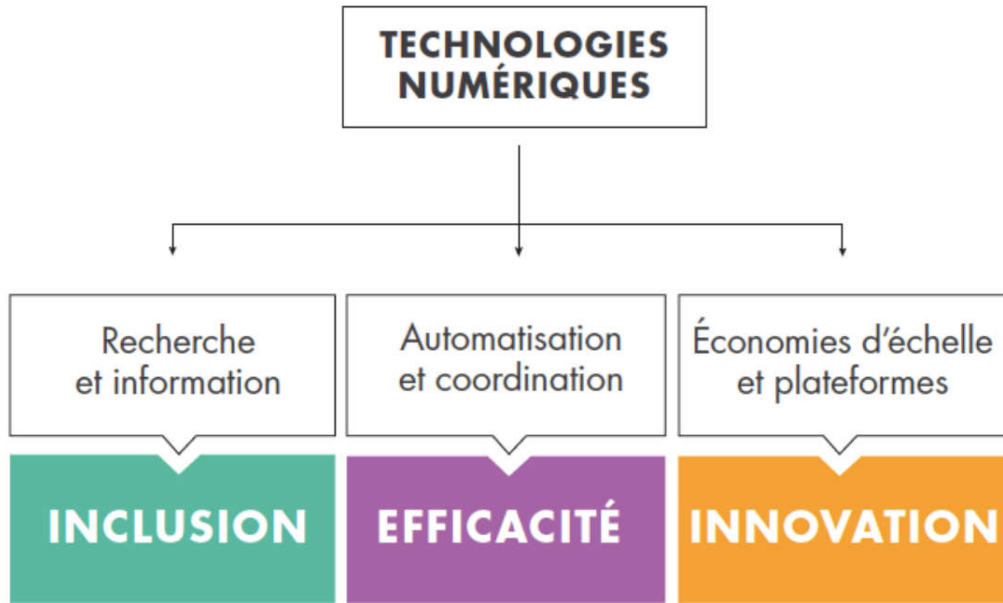 TECHNOLOGIES
NUMÉRIQUES
Recherche
et information
Automatisation
et coordination
Économies d'échelle
et plateformes
INCLUSION
EFFICACITÉ
INNOVATION